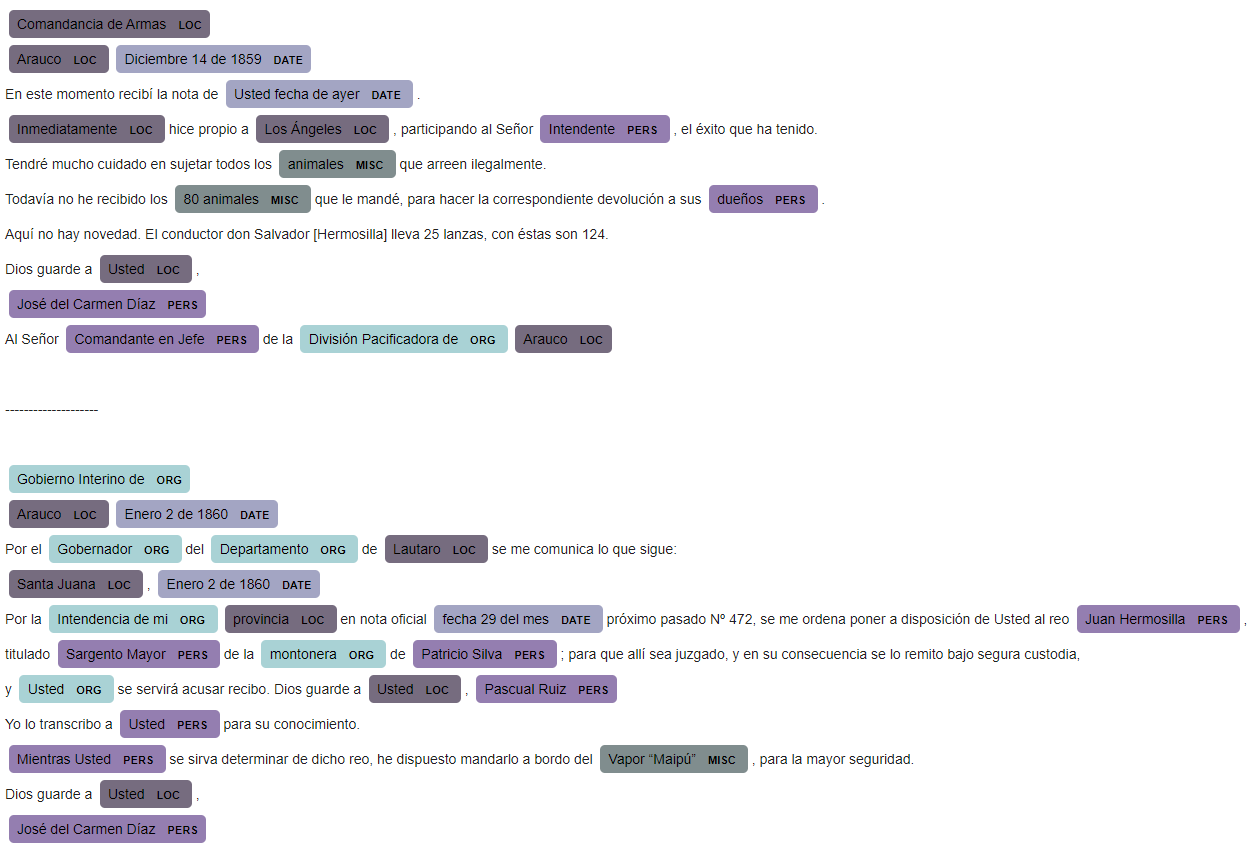 Comandancia de Armas LOC
Arauco LOC Diciembre 14 de 1859 DATE
En este momento recibí la nota de Usted fecha de ayer DATE .
Inmediatamente LOC hice propio a Los Ángeles LOC , participando al Señor Intendente PERS , el éxito que ha tenido.
Tendré mucho cuidado en sujetar todos los animales MISC que arreen ilegalmente.
Todavía no he recibido los 80 animales MISC que le mandé, para hacer la correspondiente devolución a sus dueños PERS .
Aquí no hay novedad. El conductor don Salvador [Hermosilla] lleva 25 lanzas, con éstas son 124.
Dios guarde a Usted LOC ,
José del Carmen Díaz PERS
Al Señor Comandante en Jefe PERS de la División Pacificadora de ORG Arauco LOC
--------------------
Gobierno Interino de ORG
Arauco LOC Enero 2 de 1860 DATE
Por el Gobernador ORG del Departamento ORG de Lautaro LOC se me comunica lo que sigue:
Santa Juana LOC , Enero 2 de 1860 DATE
Por la Intendencia de mi ORG provincia LOC en nota oficial fecha 29 del mes DATE próximo pasado Nº 472, se me ordena poner a disposición de Usted al reo Juan Hermosilla PERS ,
titulado Sargento Mayor PERS de la montonera ORG de Patricio Silva PERS ; para que allí sea juzgado, y en su consecuencia se lo remito bajo segura custodia,
y Usted ORG se servirá acusar recibo. Dios guarde a Usted LOC , Pascual Ruiz PERS
Yo lo transcribo a Usted PERS para su conocimiento.
Mientras Usted PERS se sirva determinar de dicho reo, he dispuesto mandarlo a bordo del Vapor “Maipú” MISC , para la mayor seguridad.
Dios guarde a Usted LOC ,
José del Carmen Díaz PERS